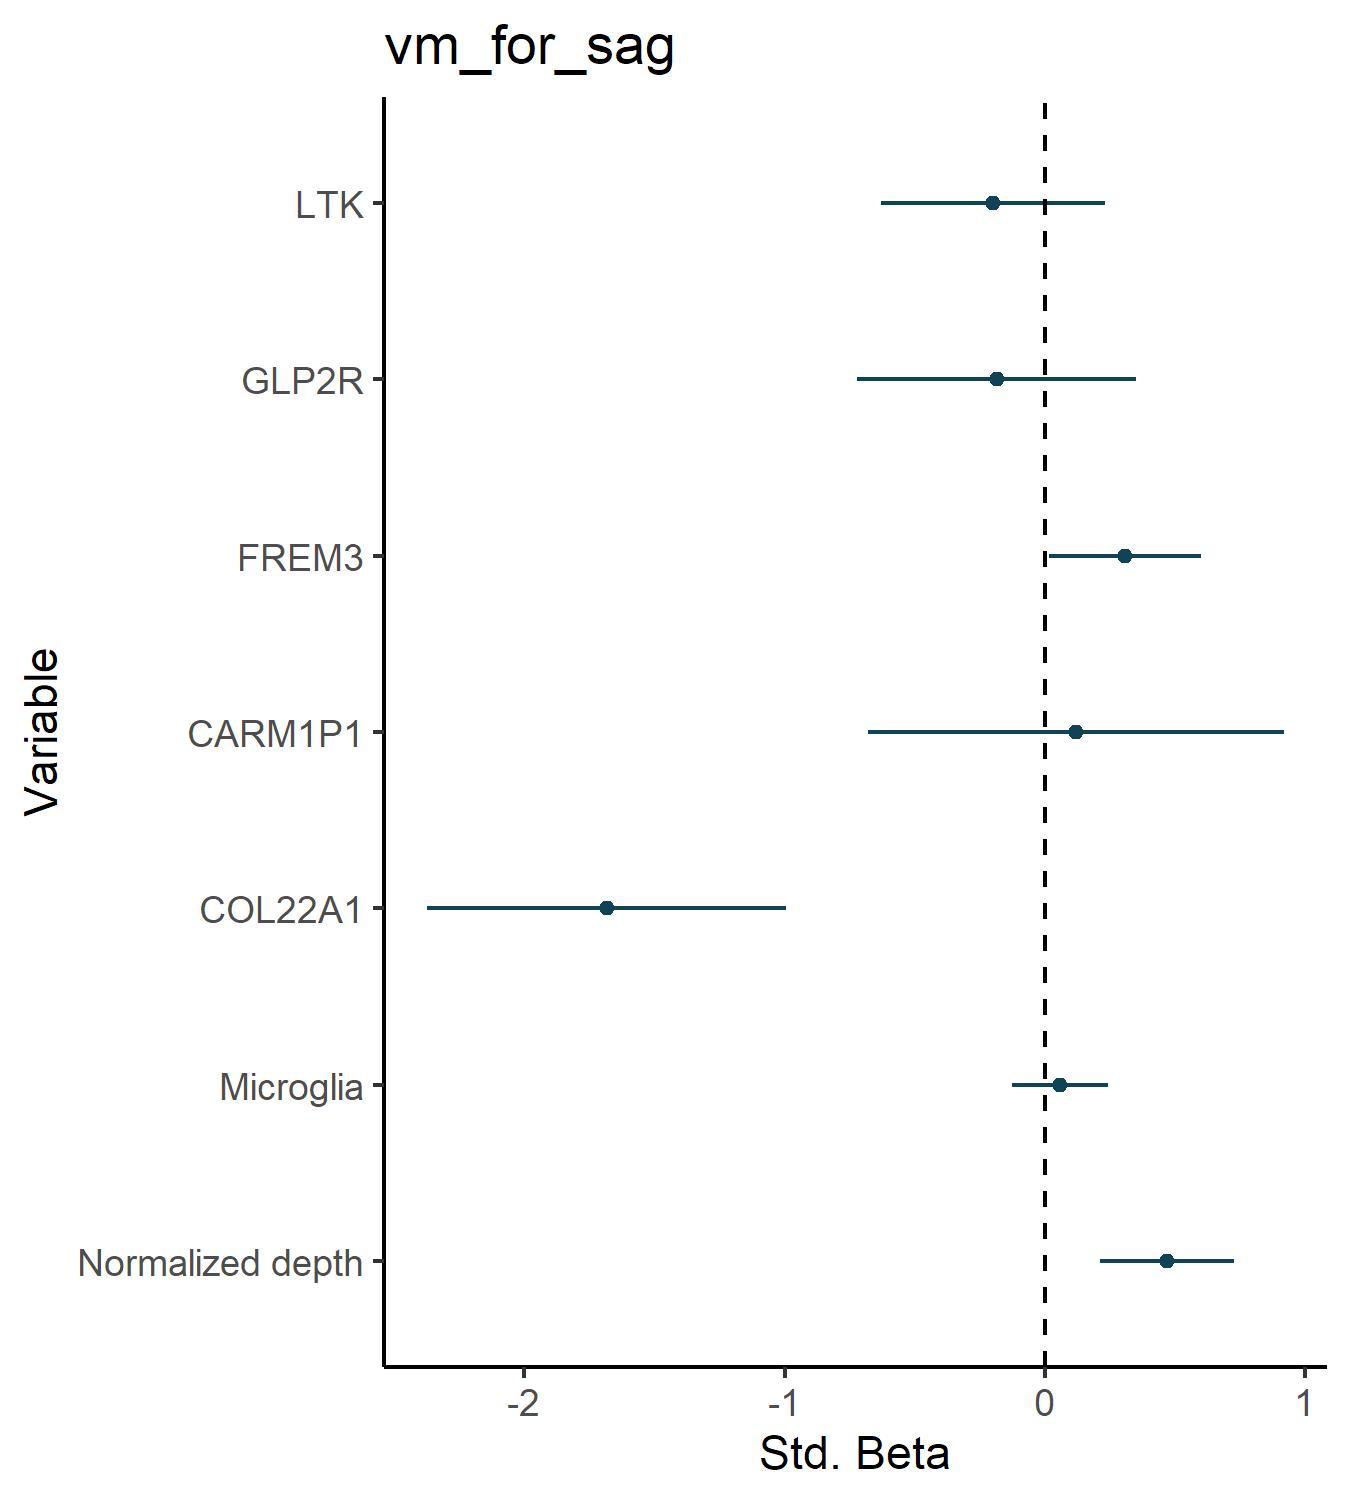 vm_for_sag
LTK
GLP2R
FREM3
CARM1P1
COL22A1
Microglia
Normalized depth
Variable
-2 -1 0 1
Std. Beta